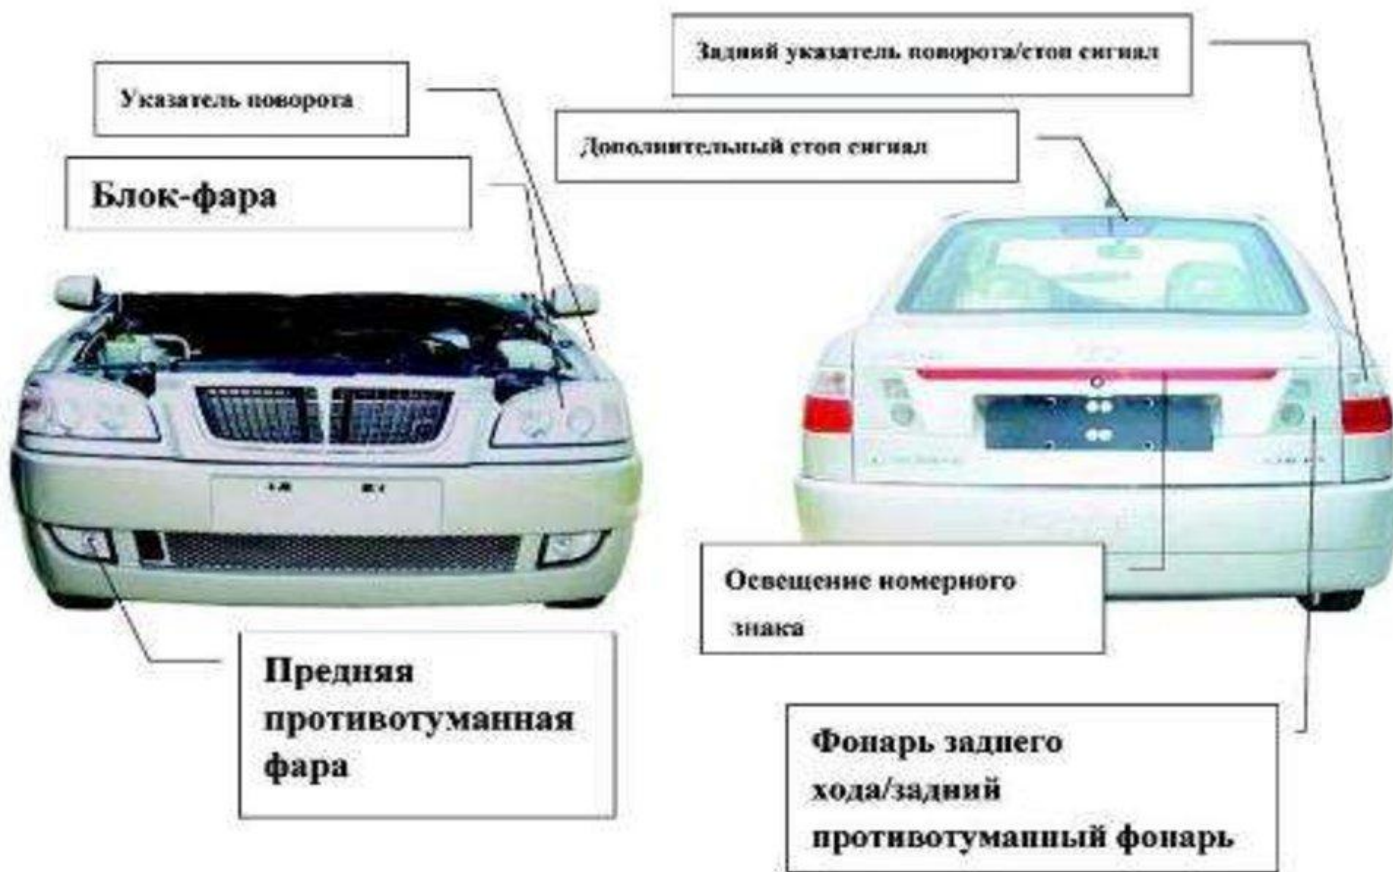 Указатель поворота
Блок-фара
Предняя
противотуманная
фара
Задний указатель поворота/стоп сигнал
Дополнительный стоп сигнал
Освещение номерного
знака
Фонарь заднего
хода/задний
противотуманный фонарь